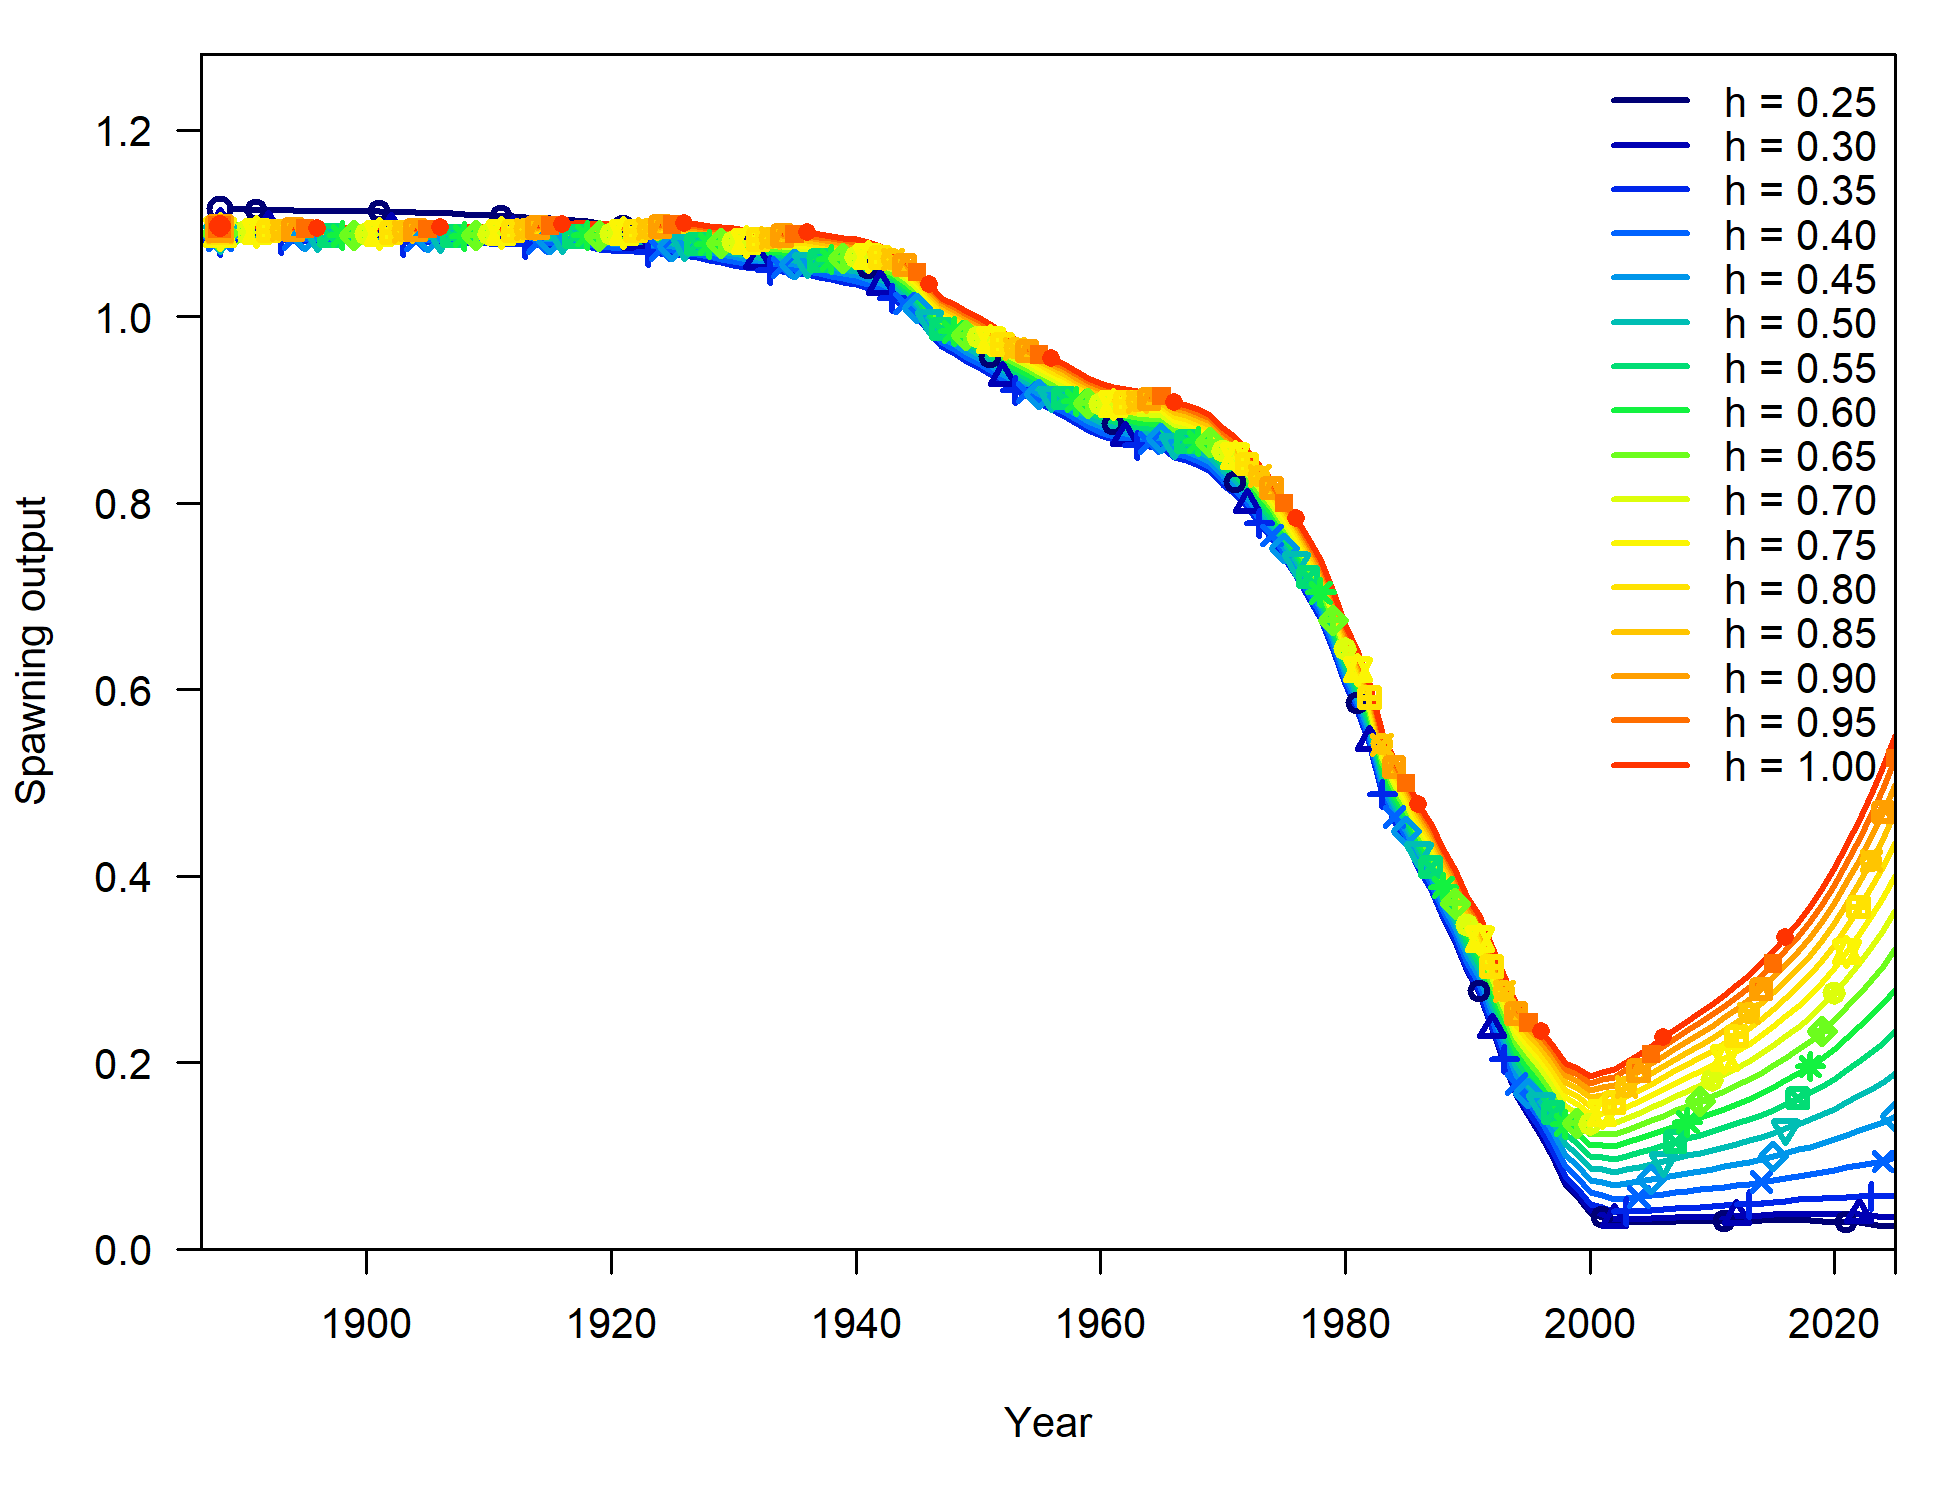 h = 0.25
h = 0.30
h = 0.35
h = 0.40
h = 0.45
h = 0.50
h = 0.55
h = 0.60
h = 0.65
h = 0.70
h = 0.75
h = 0.80
h = 0.85
h = 0.90
h = 0.95
h = 1.00
Spawning output
1.2
1.0
0.8
0.6
0.4
0.2
0.0
1900 1920 1940 1960 1980 2000 2020
Year